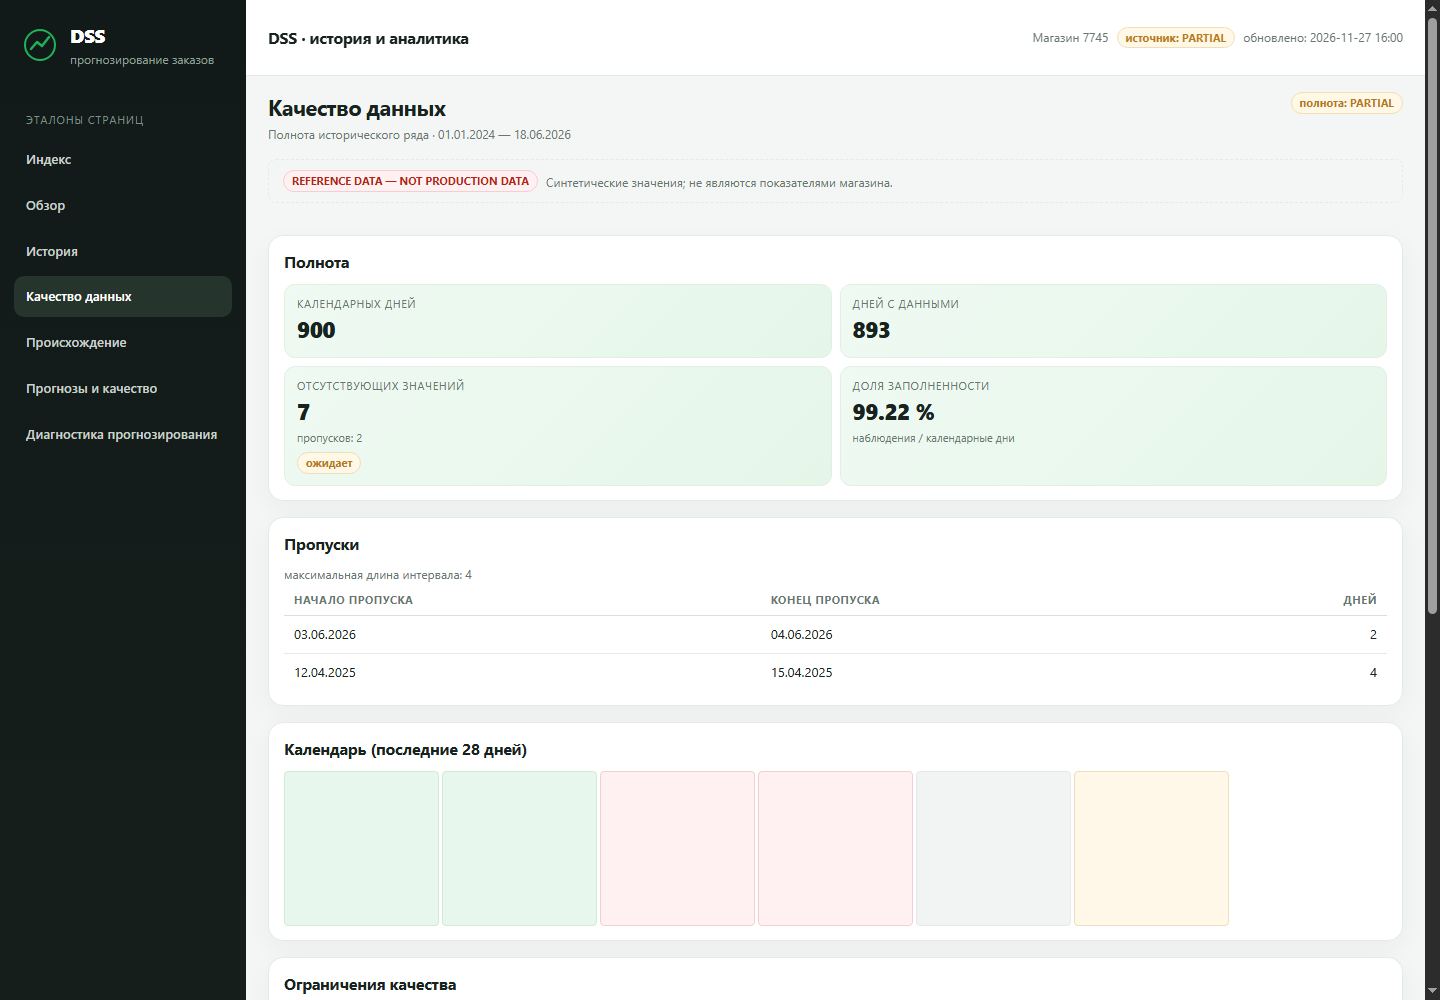 DSS
прогнозирование заказов
ЭТАЛОНЫ СТРАНИЦ
Индекс
Обзор
История
Качество данных
Происхождение
Прогнозы и качество
Диагностика прогнозирования
DSS · история и аналитика
Магазин 7745 источник: PARTIAL обновлено: 2026-11-27 16:00
Качество данных
полнота: PARTIAL
Полнота исторического ряда · 01.01.2024 — 18.06.2026
REFERENCE DATA — NOT PRODUCTION DATA Синтетические значения; не являются показателями магазина.
Полнота
КАЛЕНДАРНЫХ ДНЕЙ
900
ДНЕЙ С ДАННЫМИ
893
ОТСУТСТВУЮЩИХ ЗНАЧЕНИЙ
7
пропусков: 2
ожидает
ДОЛЯ ЗАПОЛНЕННОСТИ
99.22 %
наблюдения / календарные дни
Пропуски
максимальная длина интервала: 4
НАЧАЛО ПРОПУСКА КОНЕЦ ПРОПУСКА ДНЕЙ
03.06.2026 04.06.2026 2
12.04.2025 15.04.2025 4
Календарь (последние 28 дней)
Ограничения качества